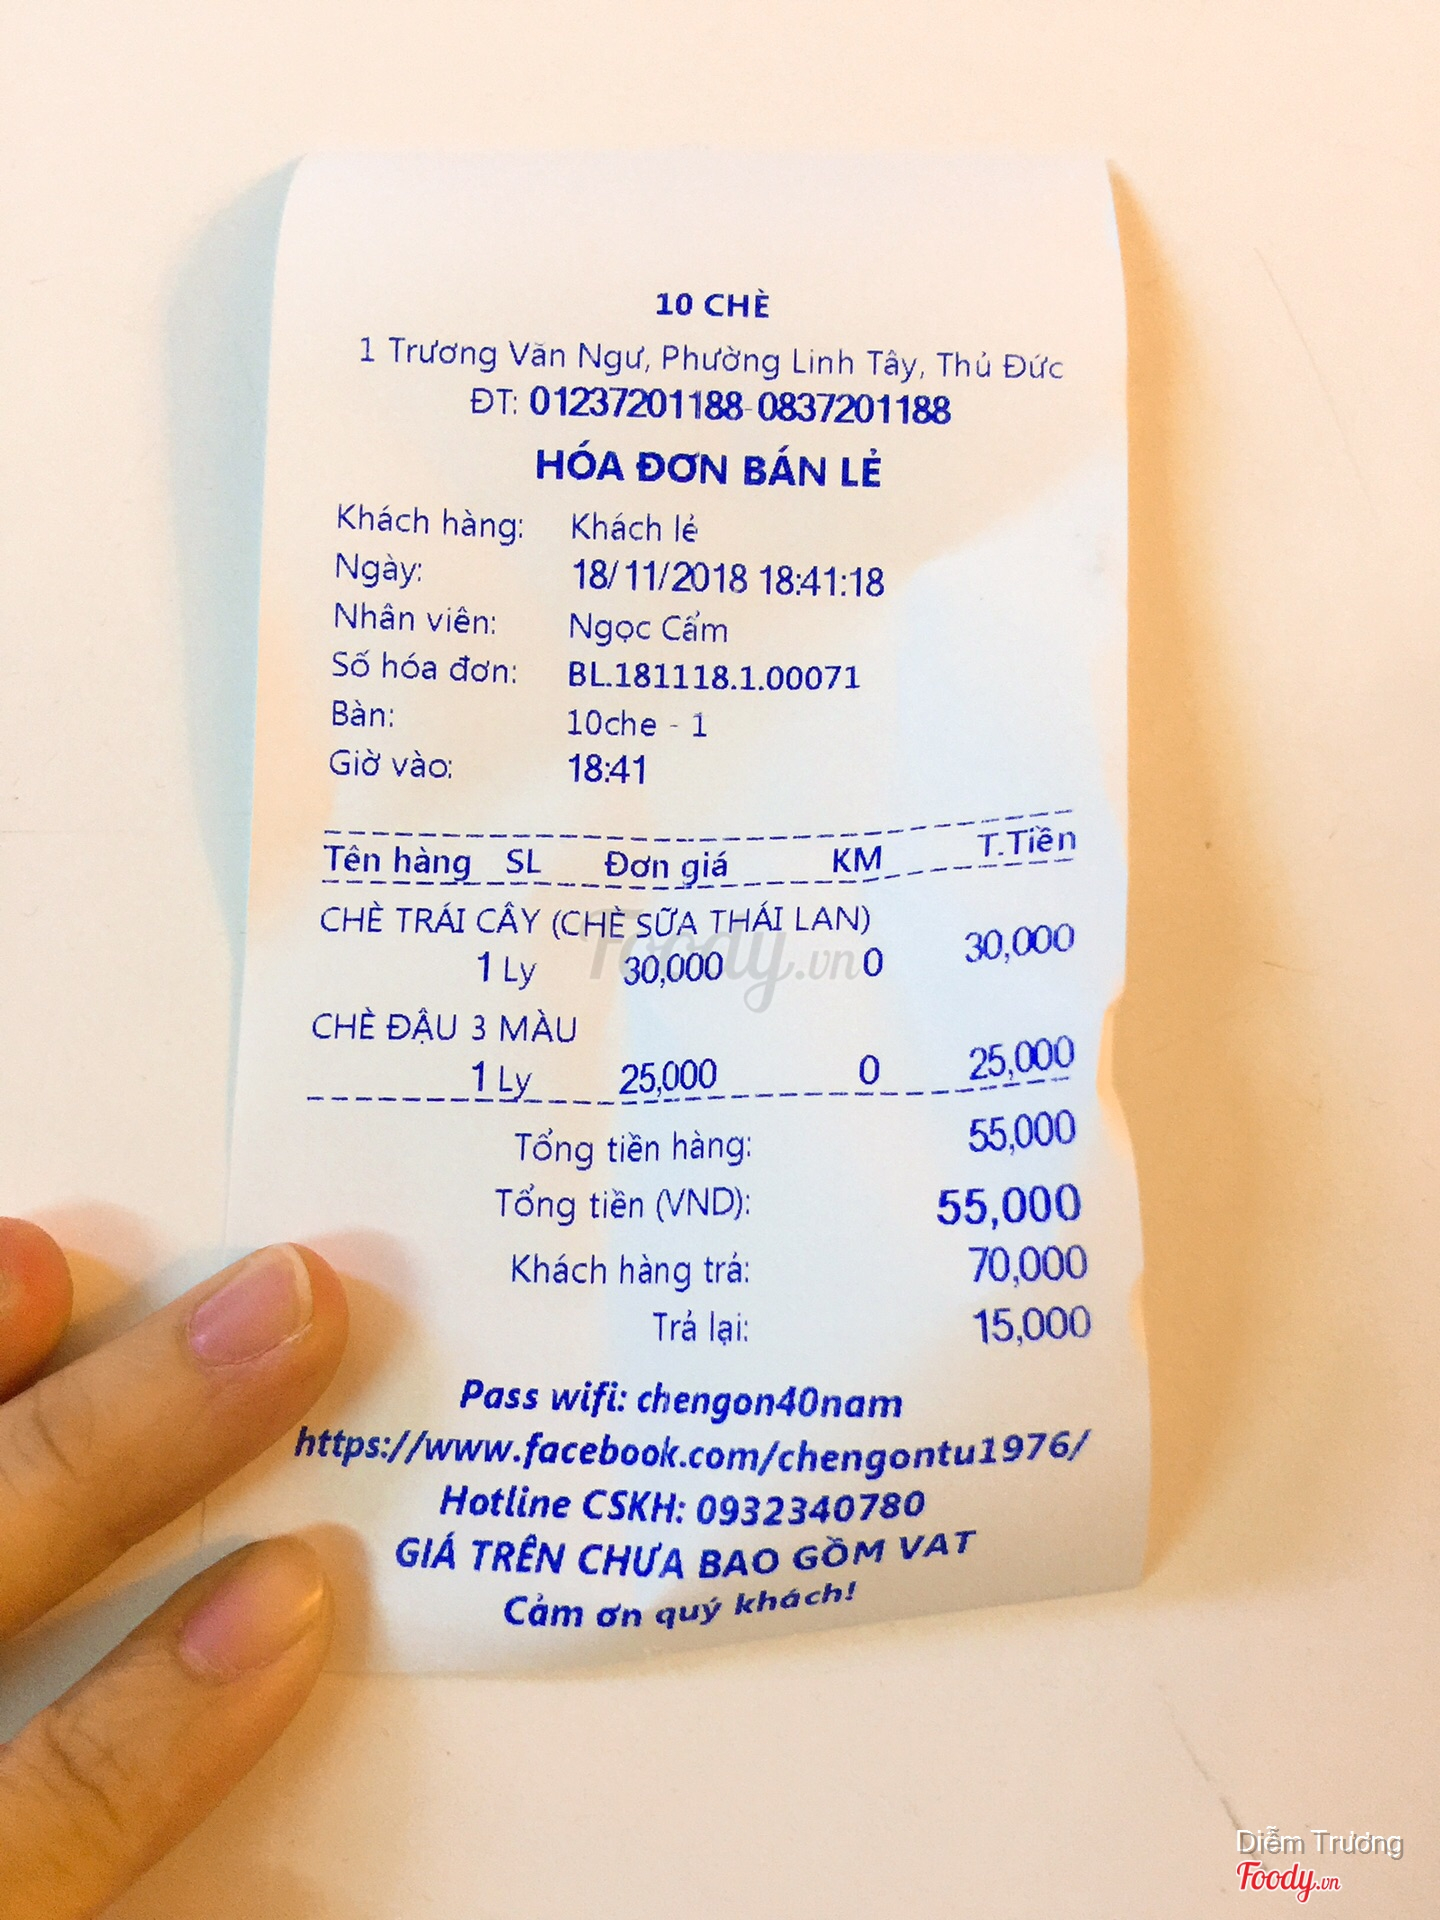 10 CHÈ
1 Trương Văn Ngư, Phường Linh Tây, Thủ Đức
ĐT: 01237201188-0837201188
HÓA ĐƠN BÁN LẺ
Khách hàng: Khách lẻ
Ngày: 18/11/2018 18:41:18
Nhân viên: Ngọc Cẩm
Số hóa đơn: BL.181118.1.00071
Bàn: 10che - 1
Giờ vào: 18:41
Tên hàng SL Đơn giá KM T.Tiền
CHÈ TRÁI CÂY (CHÈ SỮA THÁI LAN)
1 Ly 30,000 0 30,000
Foody.vn
CHÈ ĐẬU 3 MÀU
1 Ly 25,000 0 25,000
Tổng tiền hàng: 55,000
Tổng tiền (VND): 55,000
Khách hàng trả: 70,000
Trả lại: 15,000
Pass wifi: chengon40nam
https://www.facebook.com/chengontu1976/
Hotline CSKH: 0932340780
GIÁ TRÊN CHƯA BAO GỒM VAT
Cảm ơn quý khách!
Diễm Trương
Foody.vn